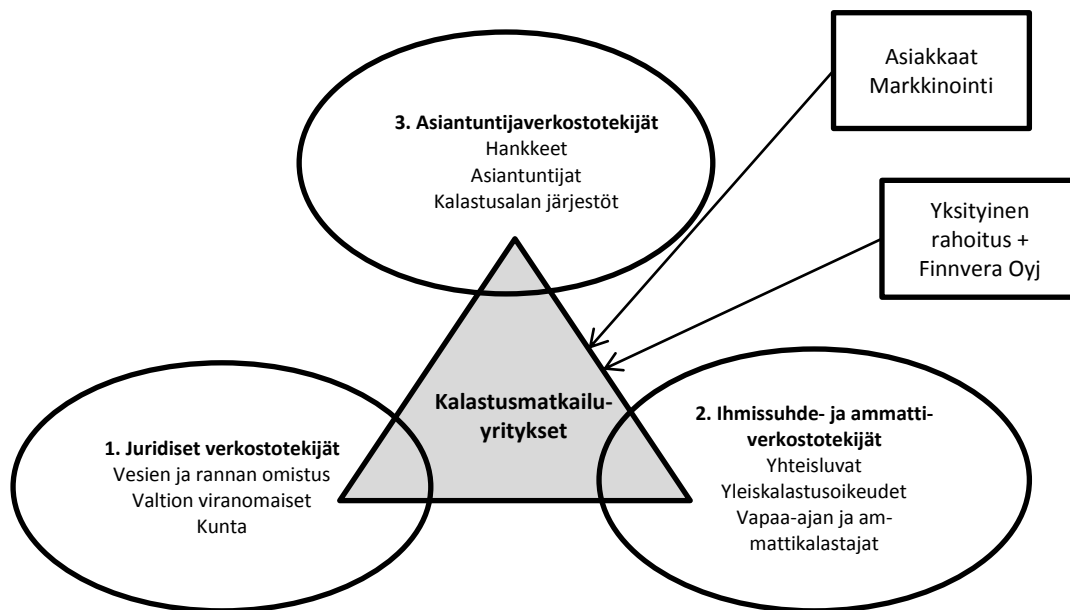 Asiakkaat
Markkinointi
3. Asiantuntijaverkostotekijät
Hankkeet
Asiantuntijat
Kalastusalan järjestöt
Yksityinen
rahoitus +
Finnvera Oyj
Kalastusmatkailu-
yritykset
1. Juridiset verkostotekijät
Vesien ja rannan omistus
Valtion viranomaiset
Kunta
2. Ihmissuhde- ja ammatti-
verkostotekijät
Yhteisluvat
Yleiskalastusoikeudet
Vapaa-ajan ja am-
mattikalastajat